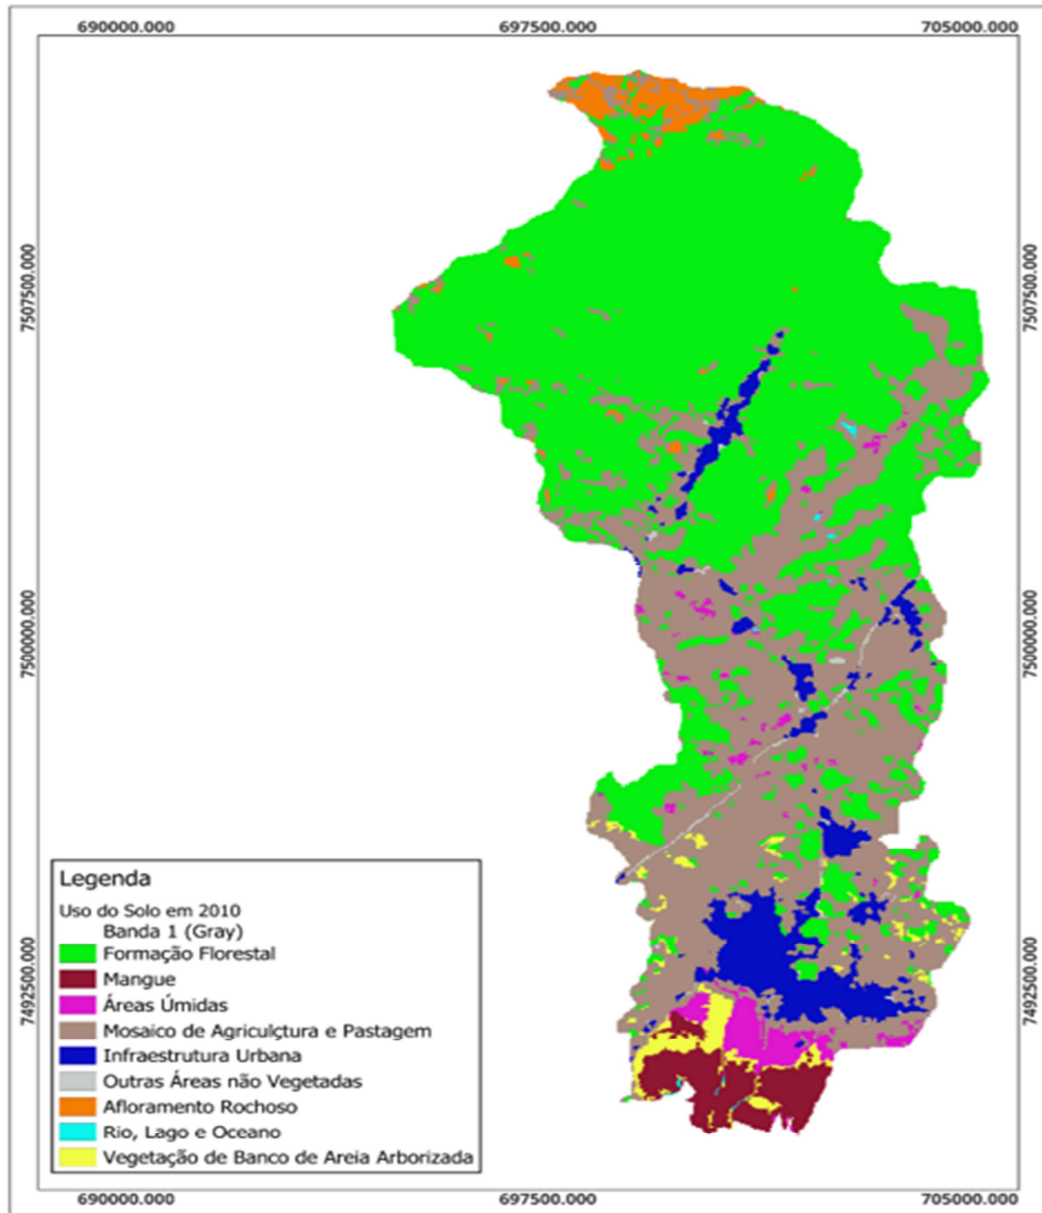 690000.000 697500.000 705000.000
7507500.000 7507500.000
7500000.000 7500000.000
7492500.000 7492500.000
Legenda
Uso do Solo em 2010
Banda 1 (Gray)
Formação Florestal
Mangue
Áreas Úmidas
Mosaico de Agriculçtura e Pastagem
Infraestrutura Urbana
Outras Áreas não Vegetadas
Afloramento Rochoso
Rio, Lago e Oceano
Vegetação de Banco de Areia Arborizada
690000.000 697500.000 705000.000